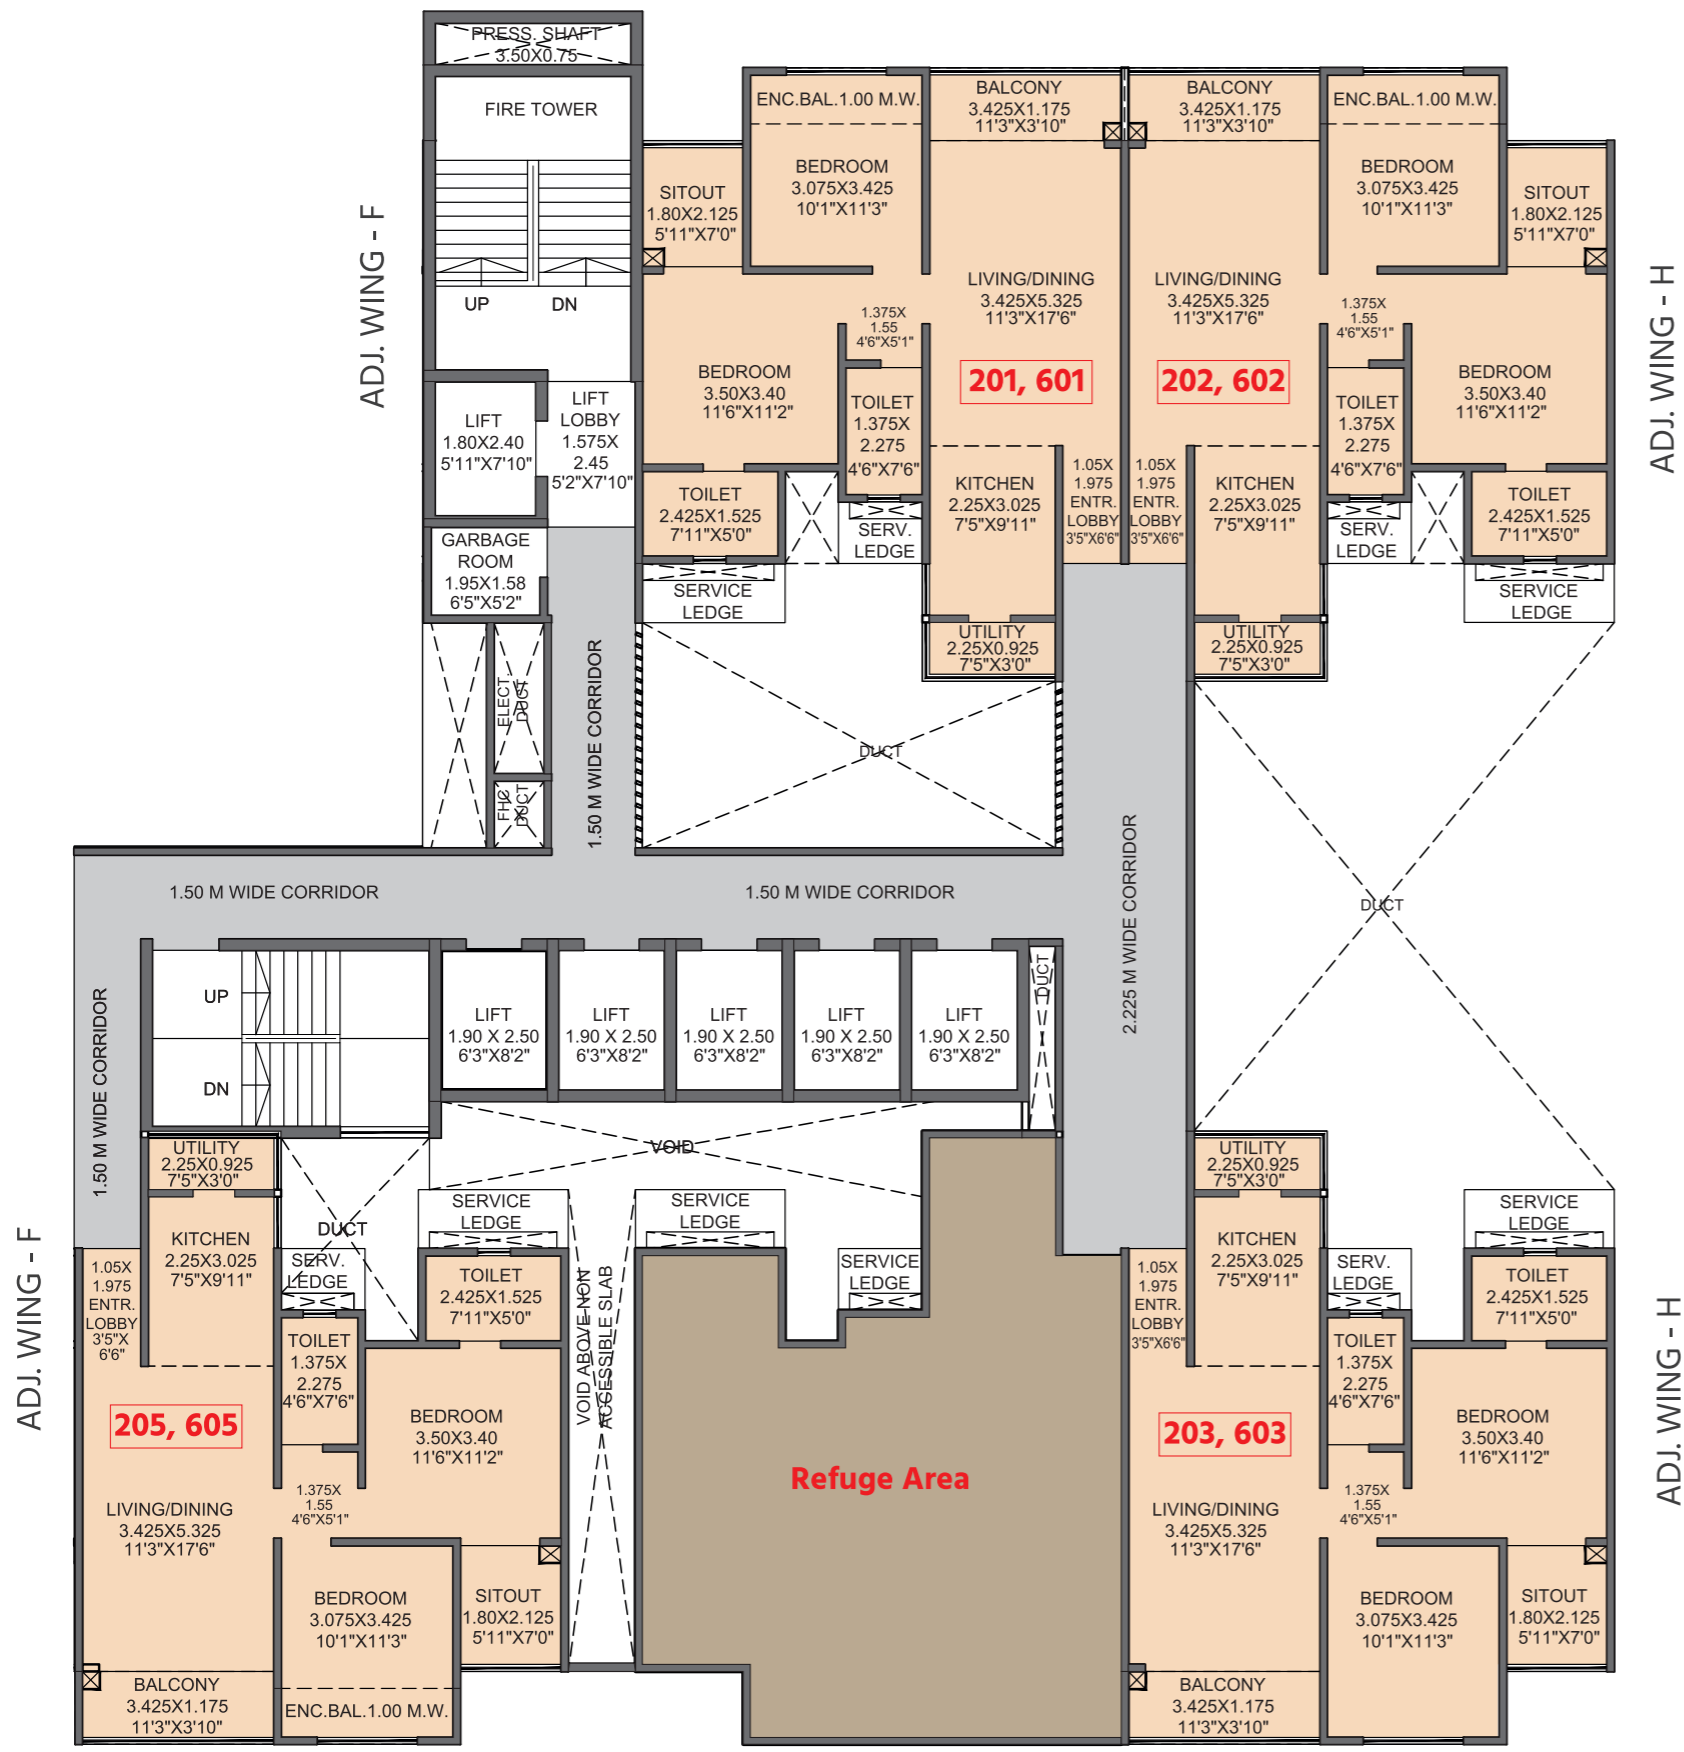 PRESS. SHAFT
3.50X0.75
FIRE TOWER
UP
DN
ADJ. WING - F
LIFT
1.80X2.40
5'11"X7'10"
LIFT
LOBBY
1.575X
2.45
5'2"X7'10"
GARBAGE
ROOM
1.95X1.58
6'5"X5'2"
ELECT.
DUCT
FHC
DUCT
1.50 M WIDE CORRIDOR
ENC.BAL.1.00 M.W.
BEDROOM
3.075X3.425
10'1"X11'3"
SITOUT
1.80X2.125
5'11"X7'0"
BALCONY
3.425X1.175
11'3"X3'10"
LIVING/DINING
3.425X5.325
11'3"X17'6"
201, 601
1.375X
1.55
4'6"X5'1"
BEDROOM
3.50X3.40
11'6"X11'2"
TOILET
1.375X
2.275
4'6"X7'6"
TOILET
2.425X1.525
7'11"X5'0"
SERV.
LEDGE
SERVICE
LEDGE
KITCHEN
2.25X3.025
7'5"X9'11"
1.05X
1.975
ENTR.
LOBBY
3'5"X6'6"
UTILITY
2.25X0.925
7'5"X3'0"
DUCT
BALCONY
3.425X1.175
11'3"X3'10"
ENC.BAL.1.00 M.W.
BEDROOM
3.075X3.425
10'1"X11'3"
SITOUT
1.80X2.125
5'11"X7'0"
LIVING/DINING
3.425X5.325
11'3"X17'6"
202, 602
1.375X
1.55
4'6"X5'1"
BEDROOM
3.50X3.40
11'6"X11'2"
TOILET
1.375X
2.275
4'6"X7'6"
TOILET
2.425X1.525
7'11"X5'0"
1.05X
1.975
ENTR.
LOBBY
3'5"X6'6"
KITCHEN
2.25X3.025
7'5"X9'11"
SERV.
LEDGE
SERVICE
LEDGE
UTILITY
2.25X0.925
7'5"X3'0"
ADJ. WING - H
DUCT
2.225 M WIDE CORRIDOR
1.50 M WIDE CORRIDOR
1.50 M WIDE CORRIDOR
1.50 M WIDE CORRIDOR
UP
DN
LIFT
1.90 X 2.50
6'3"X8'2"
LIFT
1.90 X 2.50
6'3"X8'2"
LIFT
1.90 X 2.50
6'3"X8'2"
LIFT
1.90 X 2.50
6'3"X8'2"
LIFT
1.90 X 2.50
6'3"X8'2"
DUCT
VOID
UTILITY
2.25X0.925
7'5"X3'0"
KITCHEN
2.25X3.025
7'5"X9'11"
DUCT
SERV.
LEDGE
SERVICE
LEDGE
1.05X
1.975
ENTR.
LOBBY
3'5"X
6'6"
TOILET
1.375X
2.275
4'6"X7'6"
TOILET
2.425X1.525
7'11"X5'0"
205, 605
BEDROOM
3.50X3.40
11'6"X11'2"
1.375X
1.55
4'6"X5'1"
LIVING/DINING
3.425X5.325
11'3"X17'6"
BEDROOM
3.075X3.425
10'1"X11'3"
SITOUT
1.80X2.125
5'11"X7'0"
BALCONY
3.425X1.175
11'3"X3'10"
ENC.BAL.1.00 M.W.
ADJ. WING - F
VOID ABOVE NON
ACCESSIBLE SLAB
SERVICE
LEDGE
SERVICE
LEDGE
Refuge Area
UTILITY
2.25X0.925
7'5"X3'0"
KITCHEN
2.25X3.025
7'5"X9'11"
1.05X
1.975
ENTR.
LOBBY
3'5"X6'6"
SERV.
LEDGE
SERVICE
LEDGE
TOILET
1.375X
2.275
4'6"X7'6"
TOILET
2.425X1.525
7'11"X5'0"
203, 603
BEDROOM
3.50X3.40
11'6"X11'2"
1.375X
1.55
4'6"X5'1"
LIVING/DINING
3.425X5.325
11'3"X17'6"
BEDROOM
3.075X3.425
10'1"X11'3"
SITOUT
1.80X2.125
5'11"X7'0"
BALCONY
3.425X1.175
11'3"X3'10"
ADJ. WING - H